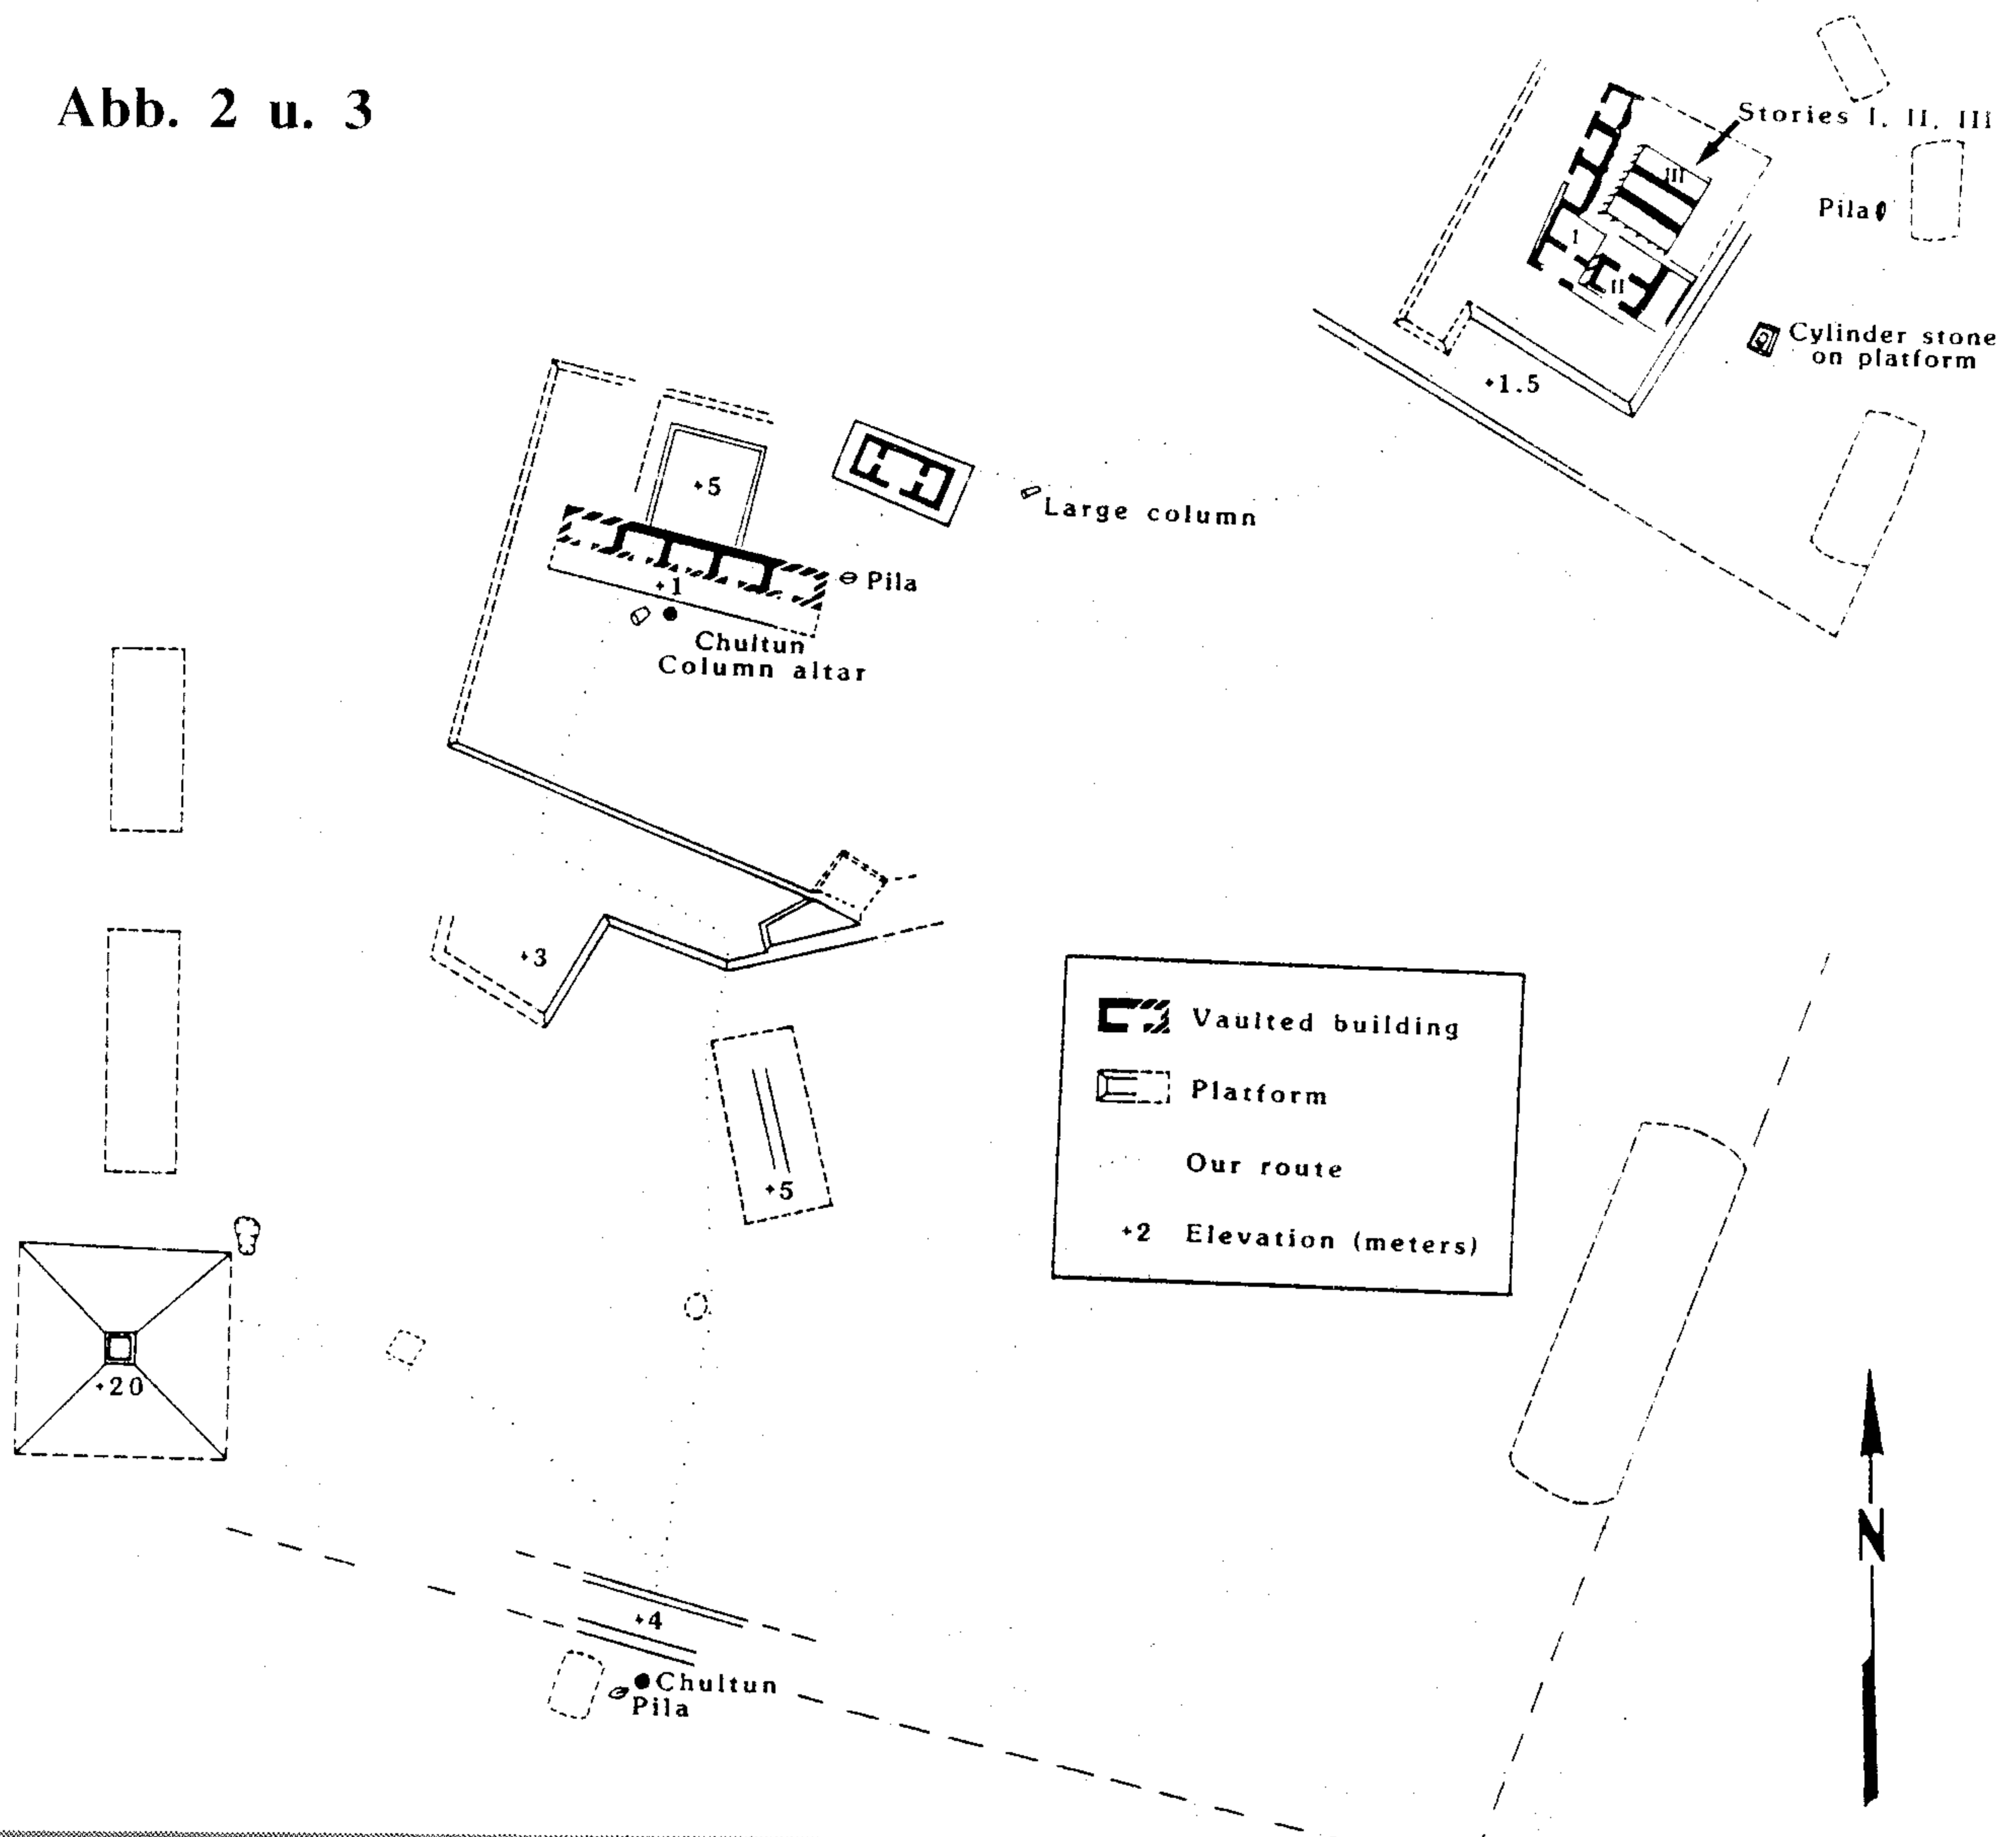 Abb. 2 u. 3
Stories I, II, III
III
Pila
I
II
Cylinder stone
on platform
+1.5
+5
Large column
Pila
+1
Chultun
Column altar
+3
Vaulted building
Platform
+5
Our route
+2 Elevation (meters)
+20
N
+4
Chultun
Pila